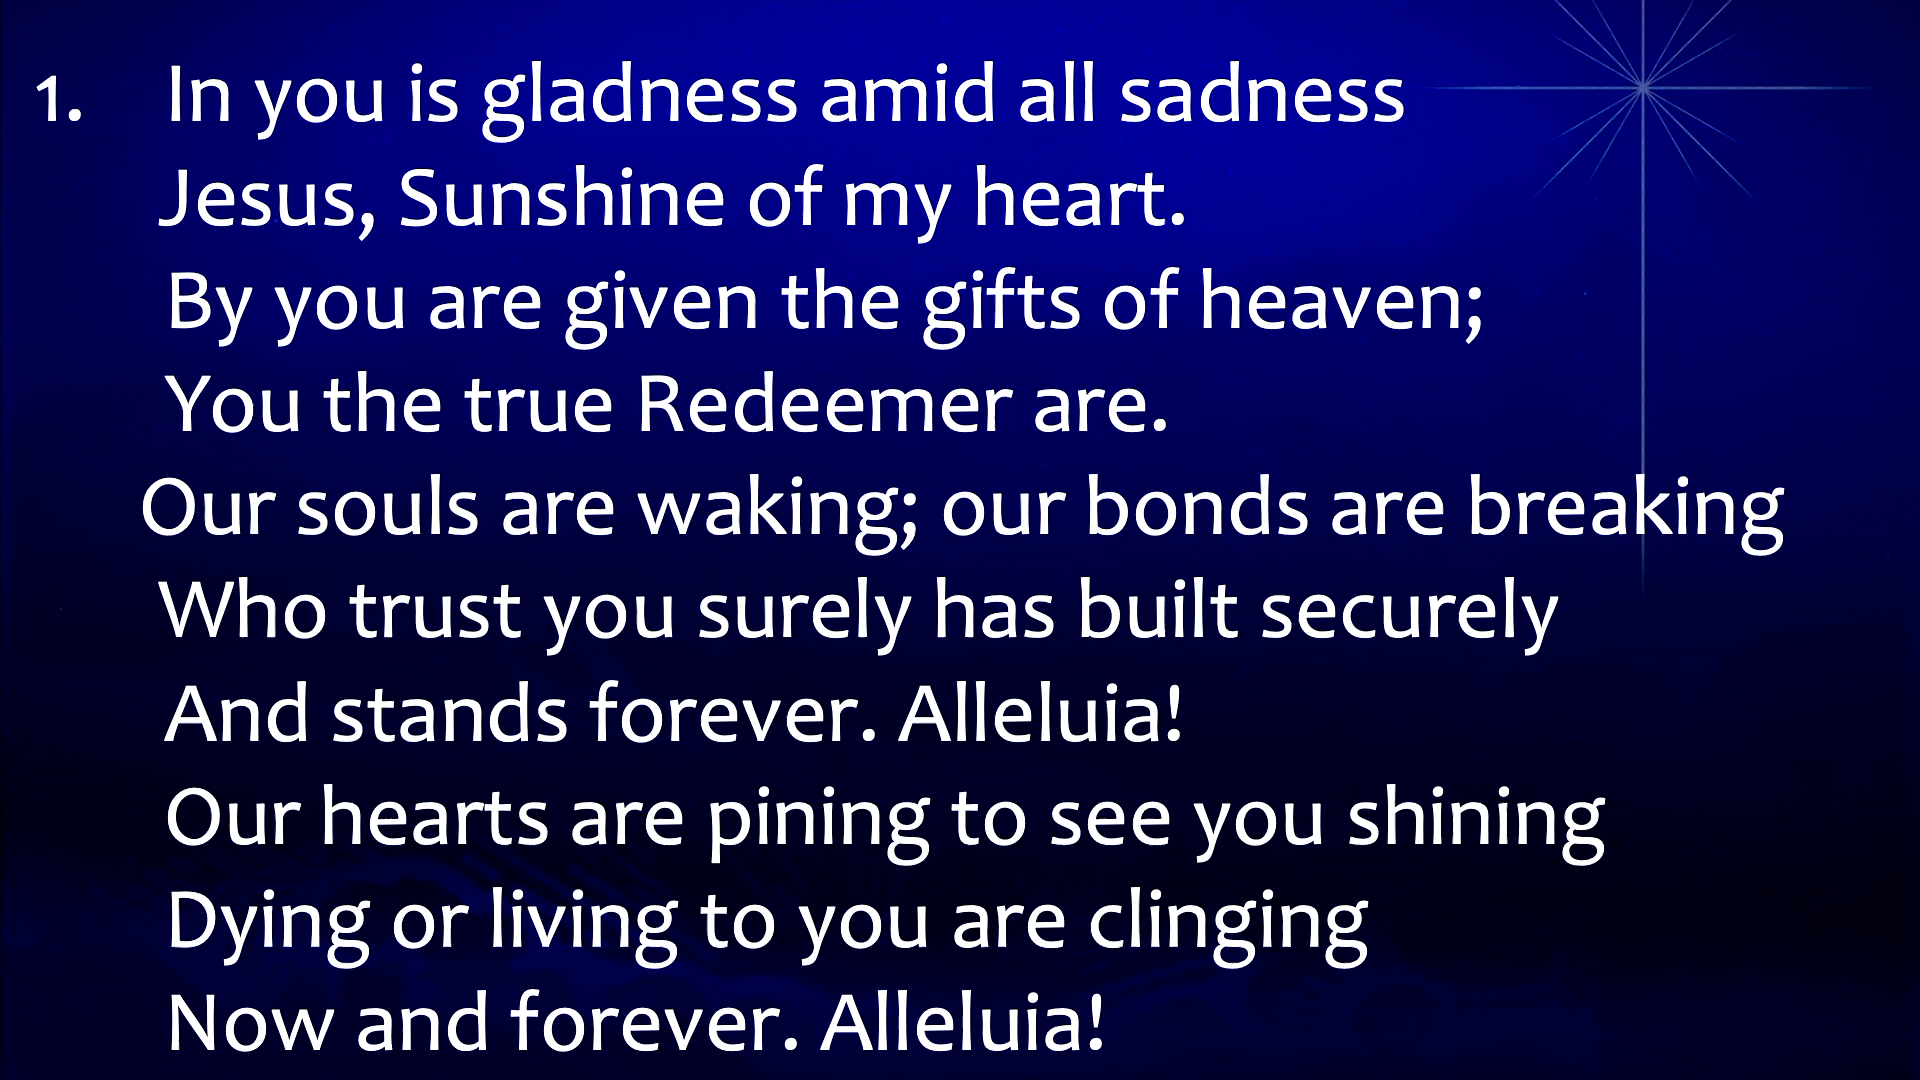 1. In you is gladness amid all sadness
Jesus, Sunshine of my heart.
By you are given the gifts of heaven;
You the true Redeemer are.
Our souls are waking; our bonds are breaking
Who trust you surely has built securely
And stands forever. Alleluia!
Our hearts are pining to see you shining
Dying or living to you are clinging
Now and forever. Alleluia!